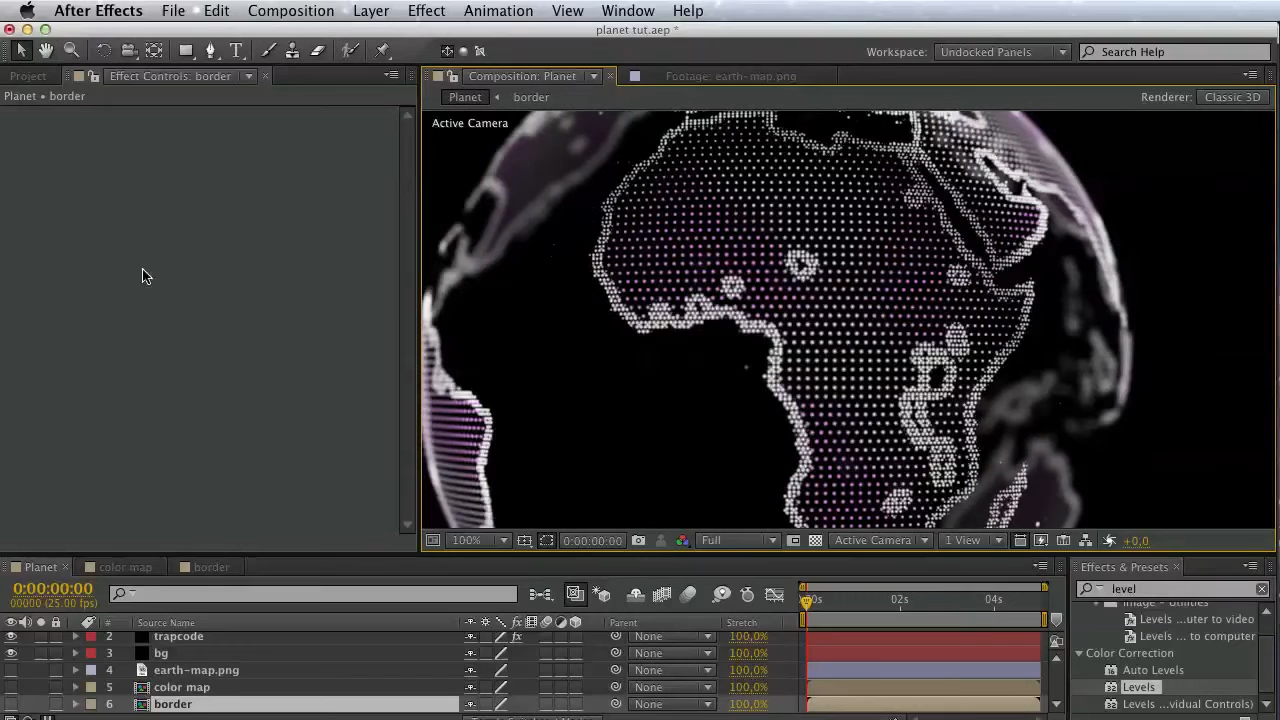 After Effects File Edit Composition Layer Effect Animation View Window Help
planet tut.aep *
T Workspace: Undocked Panels Search Help
Project Effect Controls: border Composition: Planet Footage: earth-map.png
Planet • border Planet border Renderer: Classic 3D
Active Camera
100% 0:00:00:00 Full Active Camera 1 View +0,0
Planet color map border Effects & Presets
0:00:00:00
00000 (25.00 fps) level
02s 04s
# Source Name Parent Stretch
2 trapcode None 100,0%
3 bg None 100,0%
4 earth-map.png None 100,0%
5 color map None 100,0%
6 border None 100,0%
Image - Utilities
Levels ...uter to video
Levels ... to computer
Color Correction
Auto Levels
Levels
Levels ...vidual Controls)